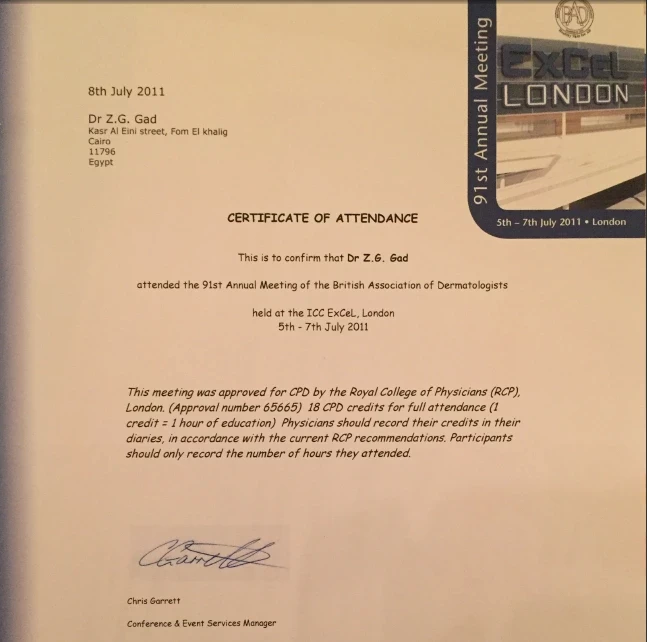 91st Annual Meeting
BAD
ExCeL
LONDON
5th - 7th July 2011 • London
8th July 2011
Dr Z.G. Gad
Kasr Al Eini street, Fom El khalig
Cairo
11796
Egypt
CERTIFICATE OF ATTENDANCE
This is to confirm that Dr Z.G. Gad
attended the 91st Annual Meeting of the British Association of Dermatologists
held at the ICC ExCeL, London
5th - 7th July 2011
This meeting was approved for CPD by the Royal College of Physicians (RCP),
London. (Approval number 65665) 18 CPD credits for full attendance (1
credit = 1 hour of education) Physicians should record their credits in their
diaries, in accordance with the current RCP recommendations. Participants
should only record the number of hours they attended.
CGarrett
Chris Garrett
Conference & Event Services Manager